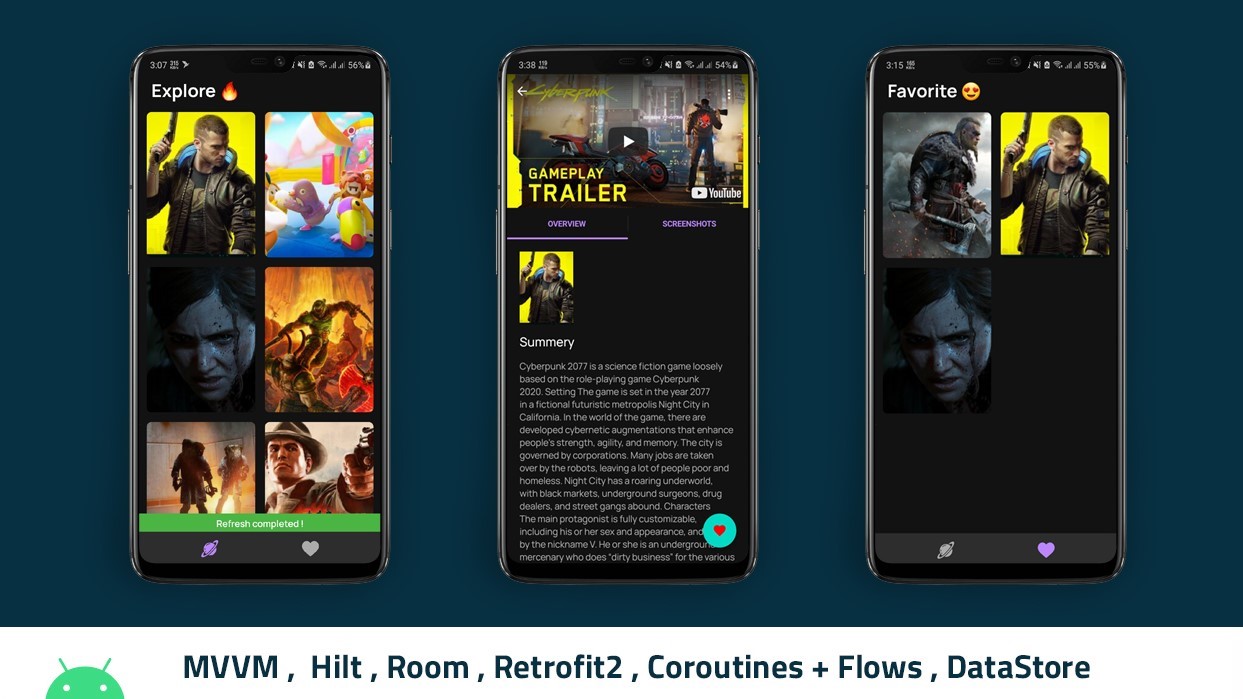 3:07 56%
Explore 🔥
Refresh completed !
3:38 54%
CYBERPUNK
GAMEPLAY
TRAILER
YouTube
OVERVIEW SCREENSHOTS
Summery
Cyberpunk 2077 is a science fiction game loosely
based on the role-playing game Cyberpunk
2020. Setting The game is set in the year 2077
in a fictional futuristic metropolis Night City in
California. In the world of the game, there are
developed cybernetic augmentations that enhance
people's strength, agility, and memory. The city is
governed by corporations. Many jobs are taken
over by the robots, leaving a lot of people poor and
homeless. Night City has a roaring underworld,
with black markets, underground surgeons, drug
dealers, and street gangs abound. Characters
The main protagonist is fully customizable,
including his or her sex and appearance, and
by the nickname V. He or she is an undergroun
mercenary who does "dirty business" for the various
3:15 55%
Favorite 😍
MVVM , Hilt , Room , Retrofit2 , Coroutines + Flows , DataStore